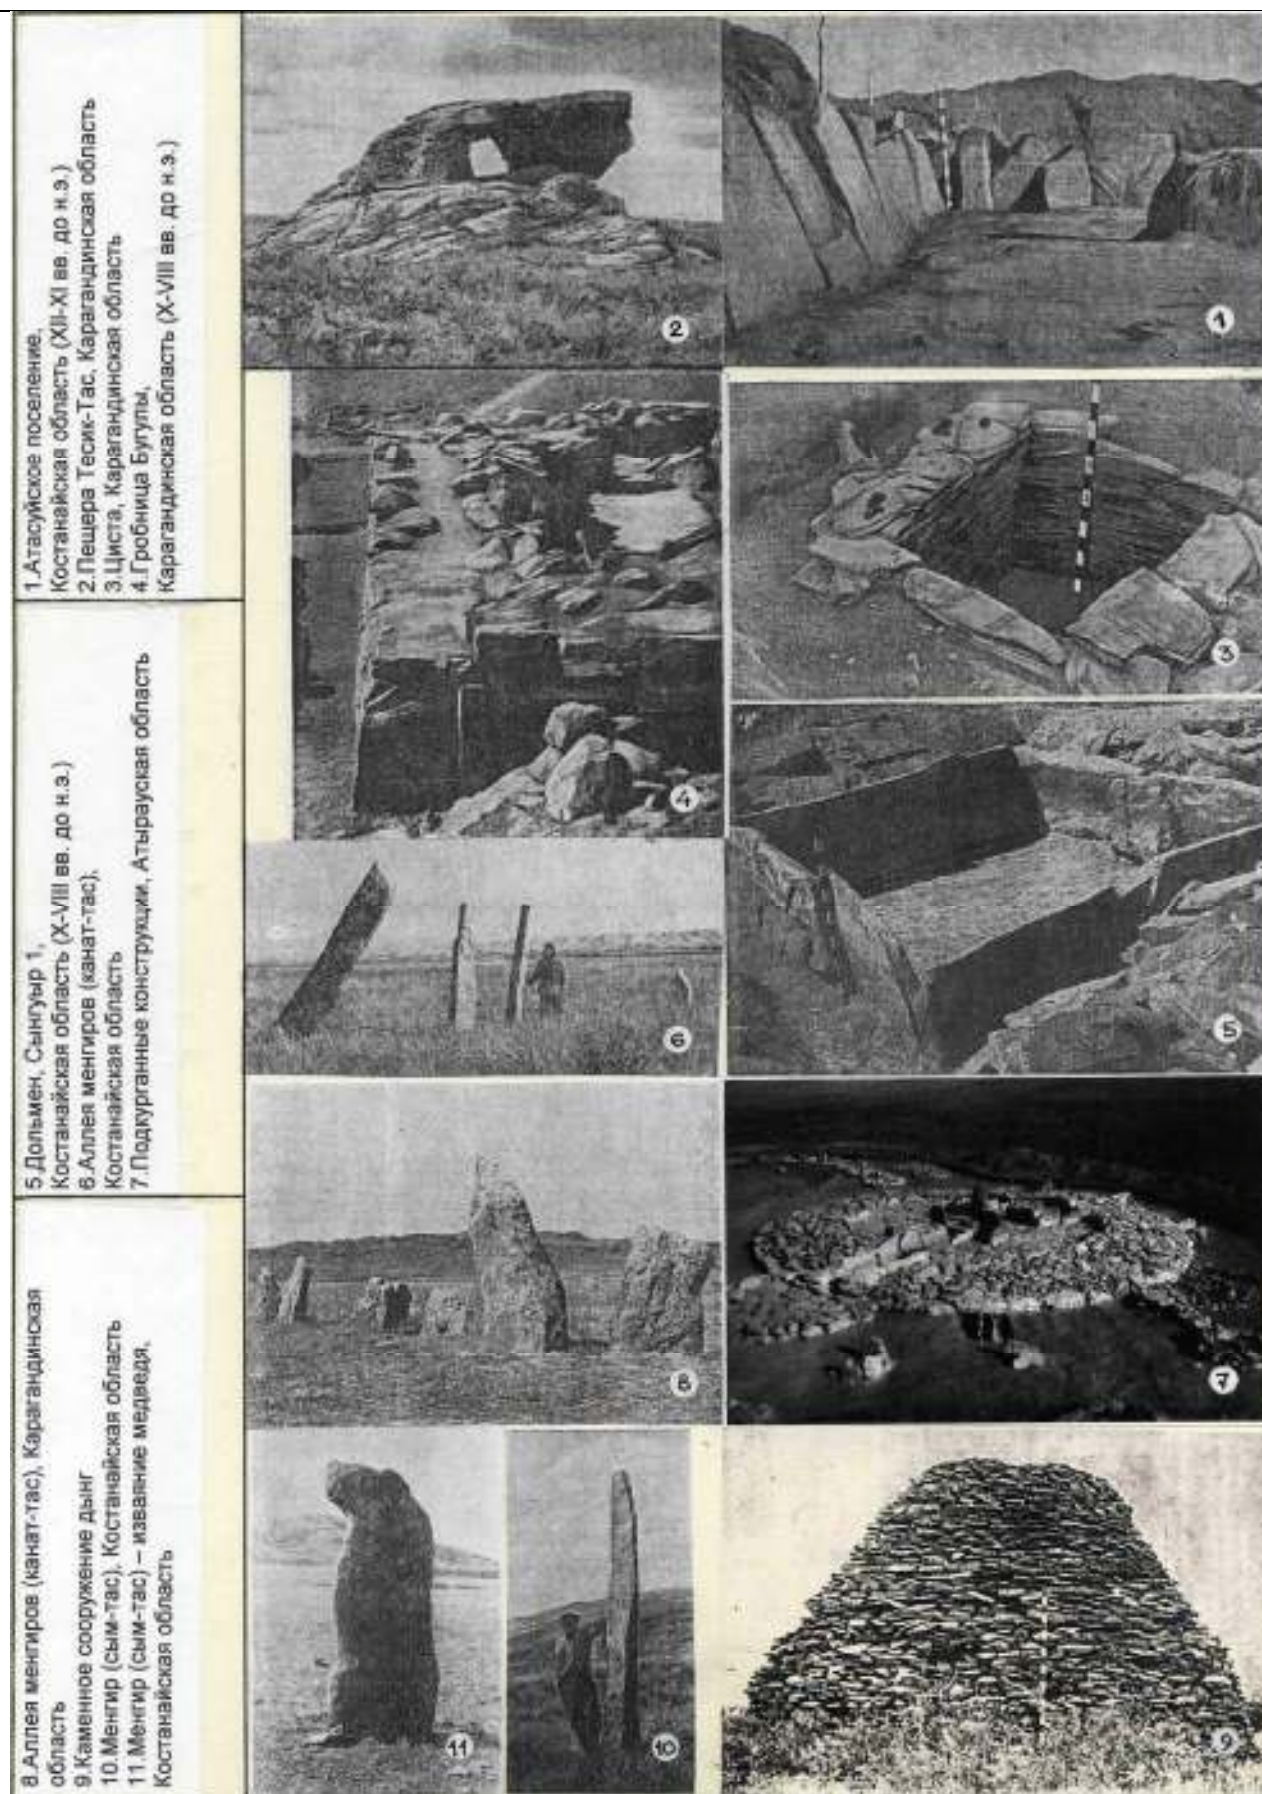 1.Атасуйское поселение,
Костанайская область (XII-XI вв. до н.э.)
2.Пещера Тесик-Тас, Карагандинская область
3.Циста, Карагандинская область
4.Гробница Бугулы,
Карагандинская область (X-VIII вв. до н.э.)
5.Дольмен, Сынгуыр 1,
Костанайская область (X-VIII вв. до н.э.)
6.Аллея менгиров (канат-тас),
Костанайская область
7.Подкурганные конструкции, Атырауская область
8.Аллея менгиров (канат-тас), Карагандинская
область
9.Каменное сооружение дынг
10.Менгир (сым-тас), Костанайская область
11.Менгир (сым-тас) – изваяние медведя,
Костанайская область
2
1
3
4
5
6
7
8
9
10
11